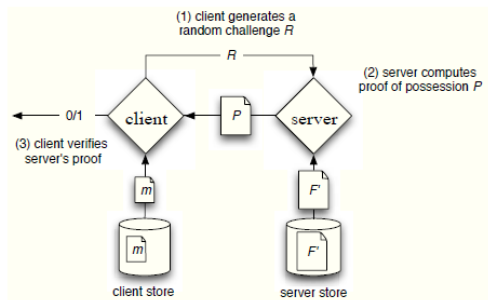 (1) client generates a
random challenge R
R
(2) server computes
proof of possession P
0/1
client
P
server
(3) client verifies
server's proof
m
F'
m
F'
client store
server store